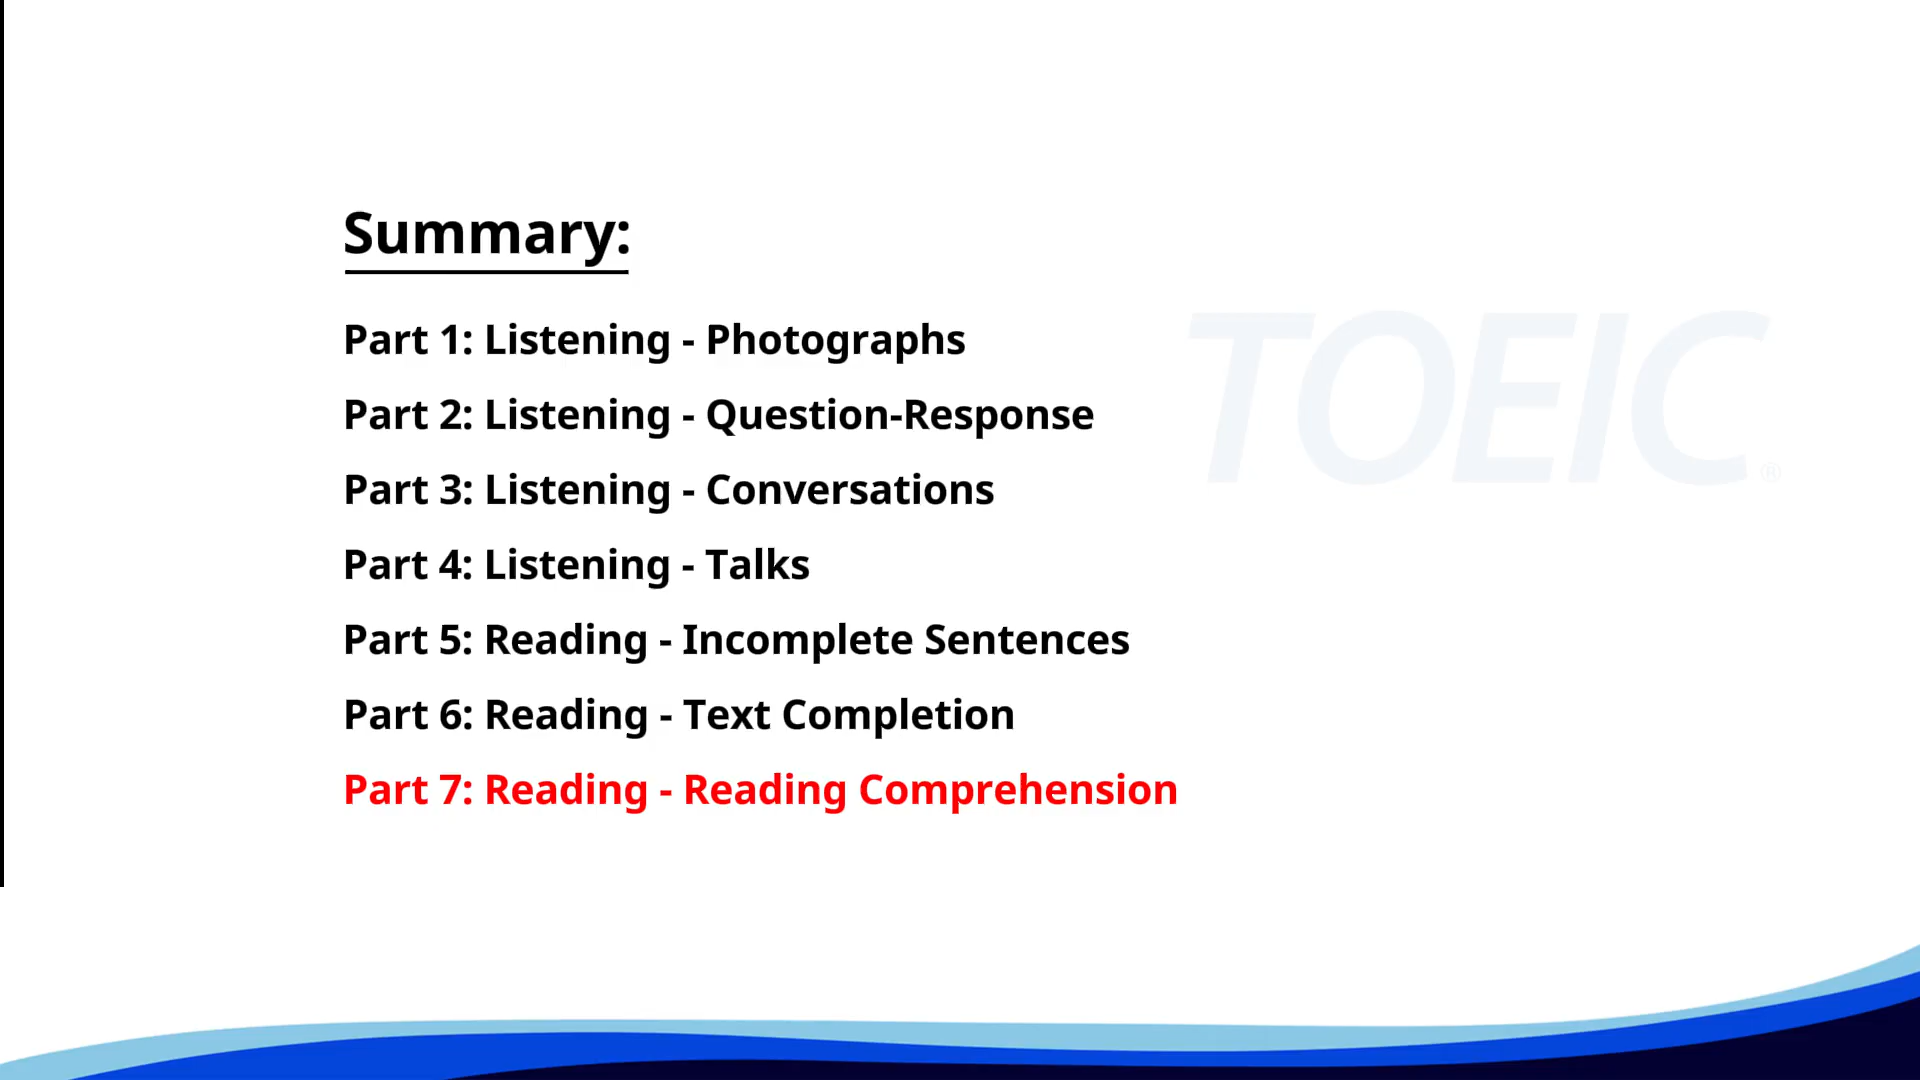 Summary:
Part 1: Listening - Photographs
Part 2: Listening - Question-Response
Part 3: Listening - Conversations
Part 4: Listening - Talks
Part 5: Reading - Incomplete Sentences
Part 6: Reading - Text Completion
Part 7: Reading - Reading Comprehension
TOEIC®